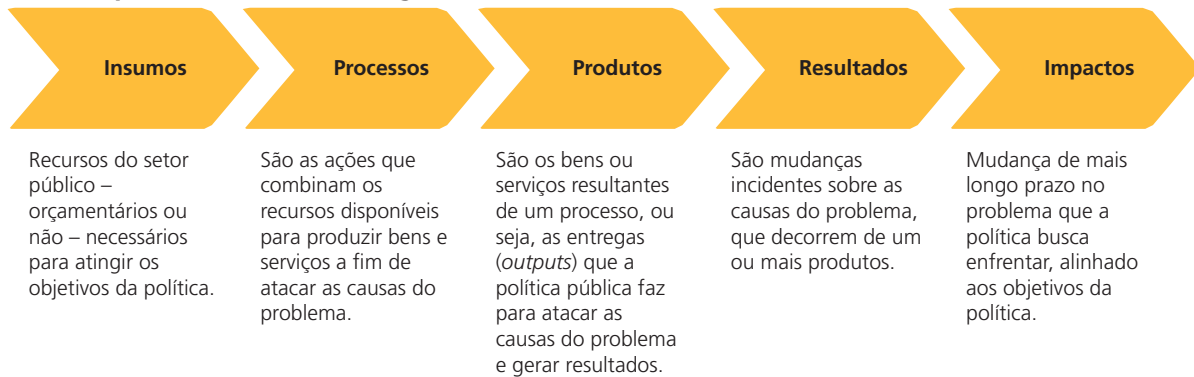 Insumos
Processos
Produtos
Resultados
Impactos
Recursos do setor
público –
orçamentários ou
não – necessários
para atingir os
objetivos da política.
São as ações que
combinam os
recursos disponíveis
para produzir bens e
serviços a fim de
atacar as causas do
problema.
São os bens ou
serviços resultantes
de um processo, ou
seja, as entregas
(outputs) que a
política pública faz
para atacar as
causas do problema
e gerar resultados.
São mudanças
incidentes sobre as
causas do problema,
que decorrem de um
ou mais produtos.
Mudança de mais
longo prazo no
problema que a
política busca
enfrentar, alinhado
aos objetivos da
política.